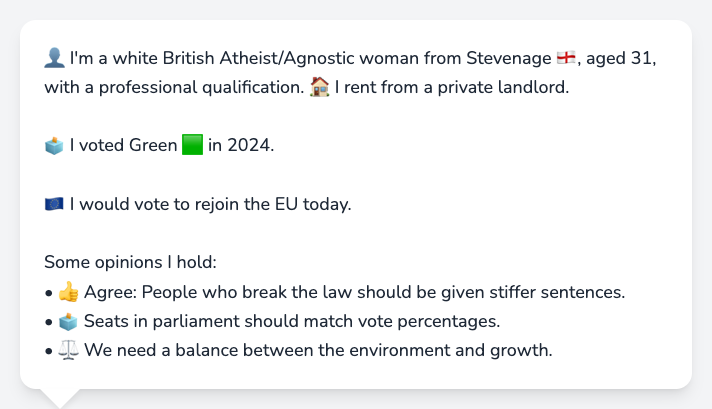 👤 I'm a white British Atheist/Agnostic woman from Stevenage 🏴󠁧󠁢󠁥󠁮󠁧󠁿, aged 31,
with a professional qualification. 🏠 I rent from a private landlord.
🗳️ I voted Green 🟩 in 2024.
🇪🇺 I would vote to rejoin the EU today.
Some opinions I hold:
• 👍 Agree: People who break the law should be given stiffer sentences.
• 🗳️ Seats in parliament should match vote percentages.
• ⚖️ We need a balance between the environment and growth.